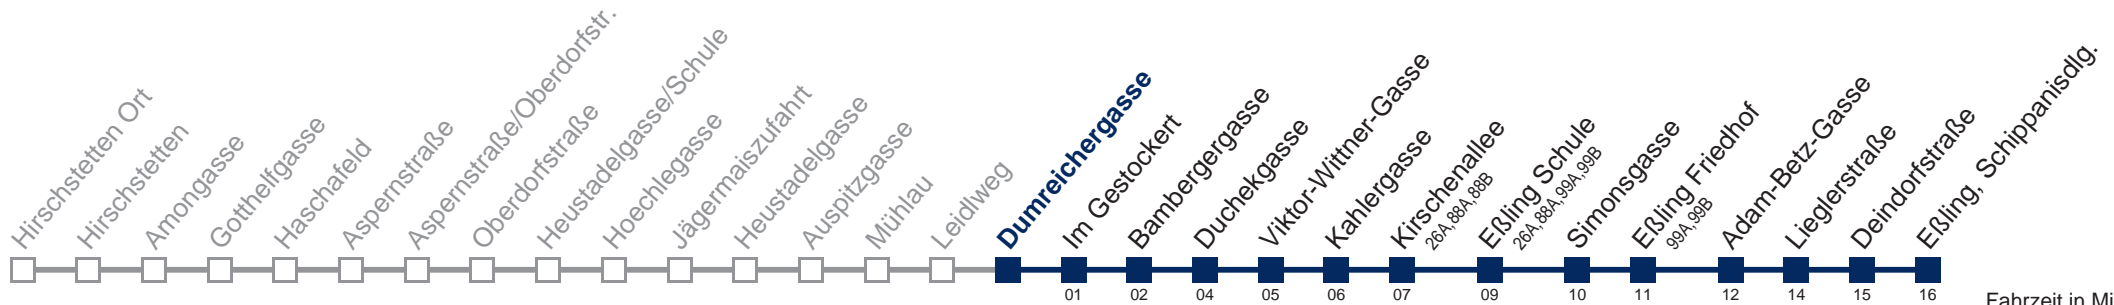 Hirschstetten Ort
Hirschstetten
Amongasse
Gotthelfgasse
Haschafeld
Aspernstraße
Aspernstraße/Oberdorfstr.
Oberdorfstraße
Heustadelgasse/Schule
Hoechlegasse
Jägermaiszufahrt
Heustadelgasse
Auspitzgasse
Mühlau
Leidlweg
Dumreichergasse
Im Gestockert
Bambergergasse
Duchekgasse
Viktor-Wittner-Gasse
Kahlergasse
Kirschenallee
26A,88A,88B
Eßling Schule
26A,88A,99A,99B
Simonsgasse
Eßling Friedhof
99A,99B
Adam-Betz-Gasse
Lieglerstraße
Deindorfstraße
Eßling, Schippanisdlg.
01 02 04 05 06 07 09 10 11 12 14 15 16
Fahrzeit in Mi